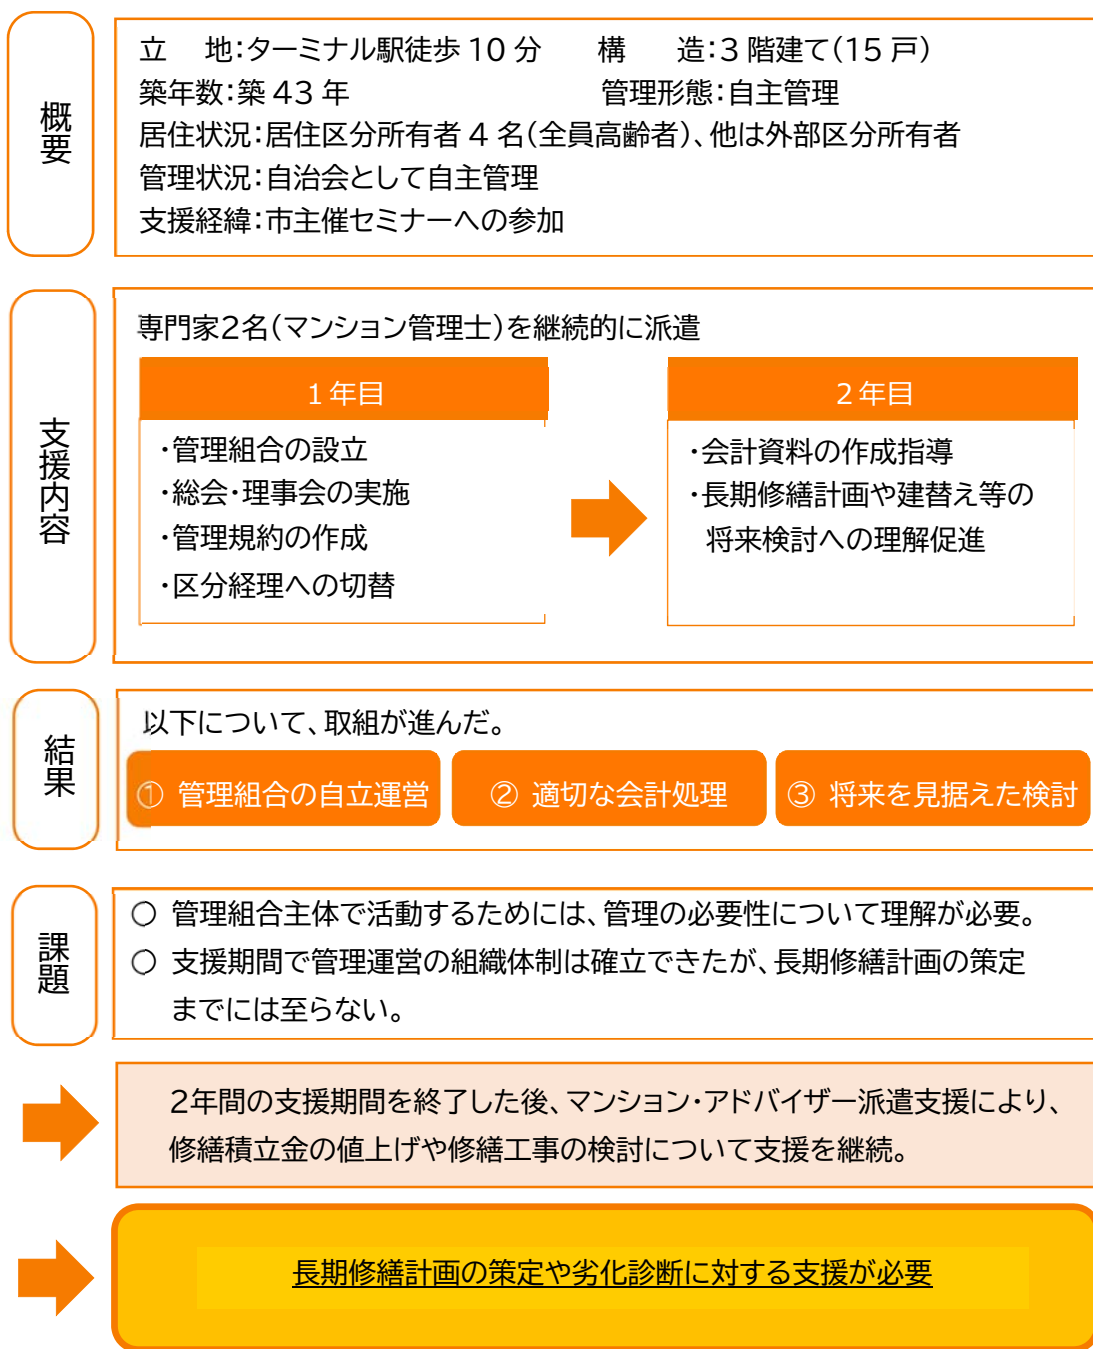 概要
立　地：ターミナル駅徒歩 10 分　構　造：3 階建て（15 戸）
築年数：築 43 年　管理形態：自主管理
居住状況：居住区分所有者 4 名（全員高齢者）、他は外部区分所有者
管理状況：自治会として自主管理
支援経緯：市主催セミナーへの参加
支援内容
専門家２名（マンション管理士）を継続的に派遣
１年目
・管理組合の設立
・総会・理事会の実施
・管理規約の作成
・区分経理への切替
２年目
・会計資料の作成指導
・長期修繕計画や建替え等の
将来検討への理解促進
結果
以下について、取組が進んだ。
① 管理組合の自立運営
② 適切な会計処理
③ 将来を見据えた検討
課題
○ 管理組合主体で活動するためには、管理の必要性について理解が必要。
○ 支援期間で管理運営の組織体制は確立できたが、長期修繕計画の策定
までには至らない。
２年間の支援期間を終了した後、マンション・アドバイザー派遣支援により、
修繕積立金の値上げや修繕工事の検討について支援を継続。
長期修繕計画の策定や劣化診断に対する支援が必要